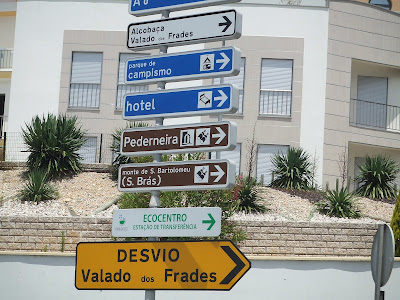 A 8
Alcobaça
Valado dos Frades
parque de
campismo
hotel
Pederneira
monte de S. Bartolomeu
(S. Brás)
ECOCENTRO
ESTAÇÃO DE TRANSFERÊNCIA
DESVIO
Valado dos Frades